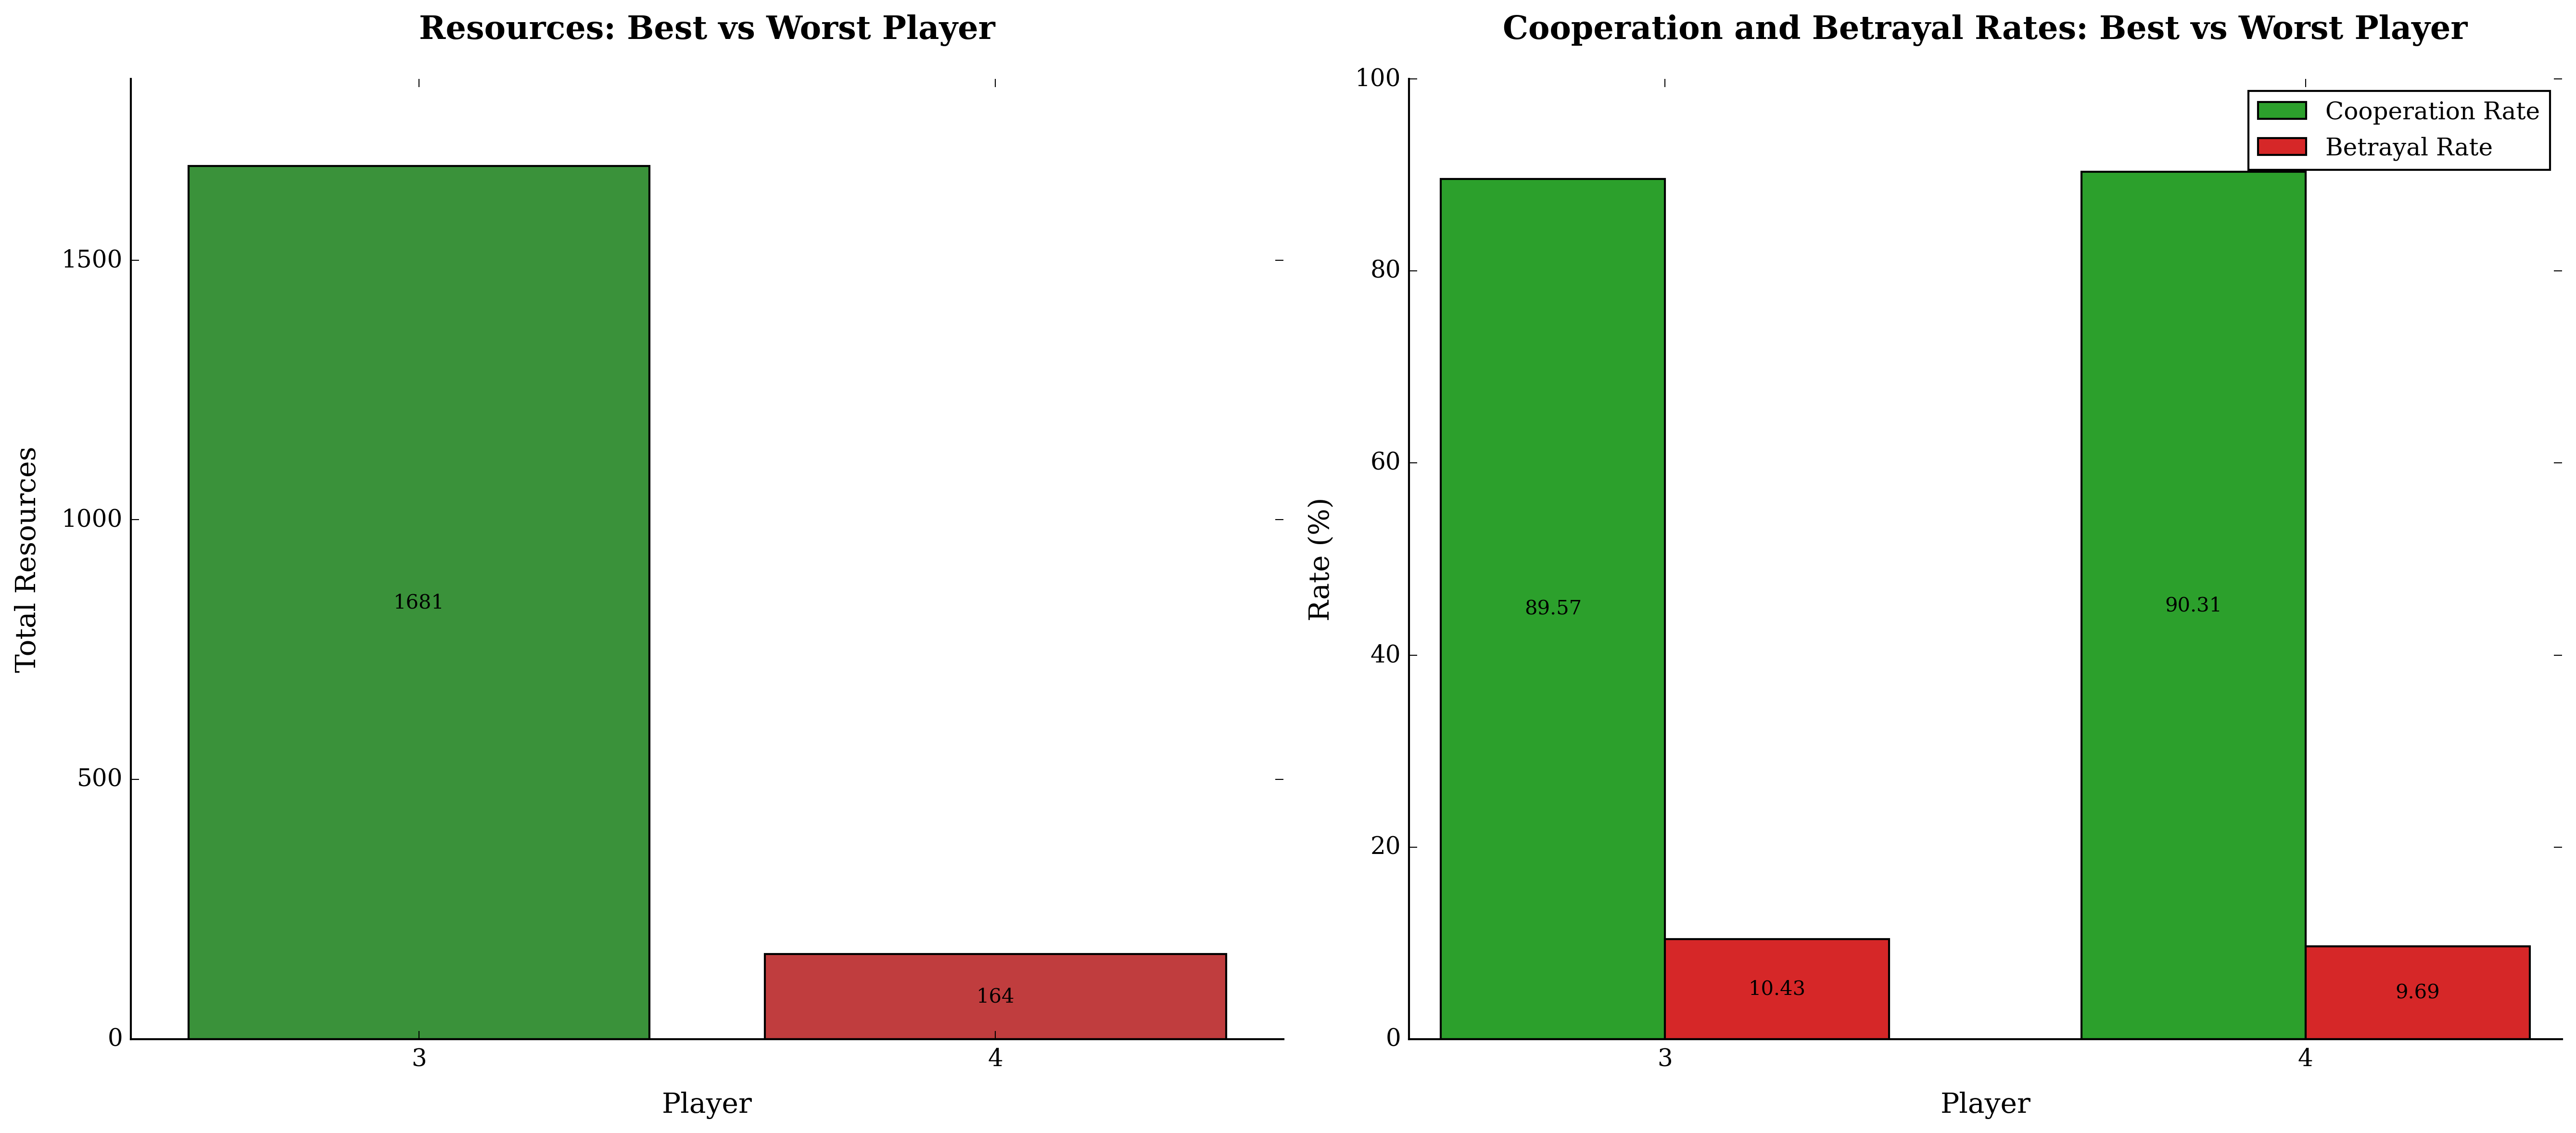 Resources: Best vs Worst Player
Total Resources
1500
1000
500
0
1681
164
3
4
Player
Cooperation and Betrayal Rates: Best vs Worst Player
Rate (%)
100
80
60
40
20
0
Cooperation Rate
Betrayal Rate
89.57
10.43
90.31
9.69
3
4
Player